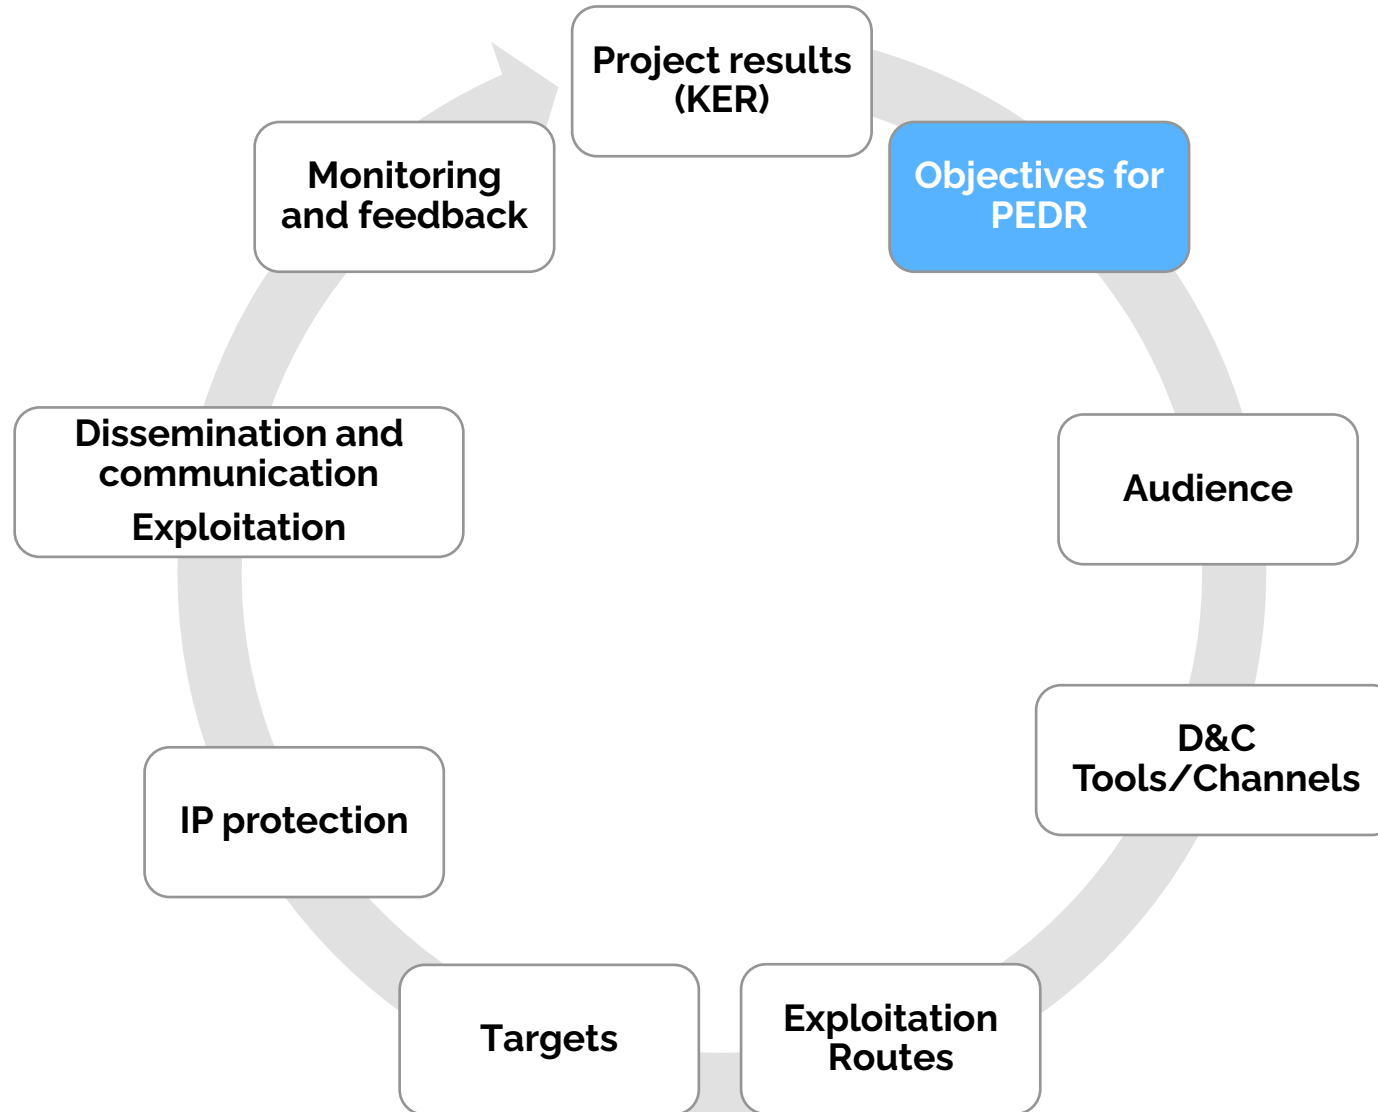 Project results
(KER)
Objectives for
PEDR
Audience
D&C
Tools/Channels
Exploitation
Routes
Targets
IP protection
Dissemination and
communication
Exploitation
Monitoring
and feedback